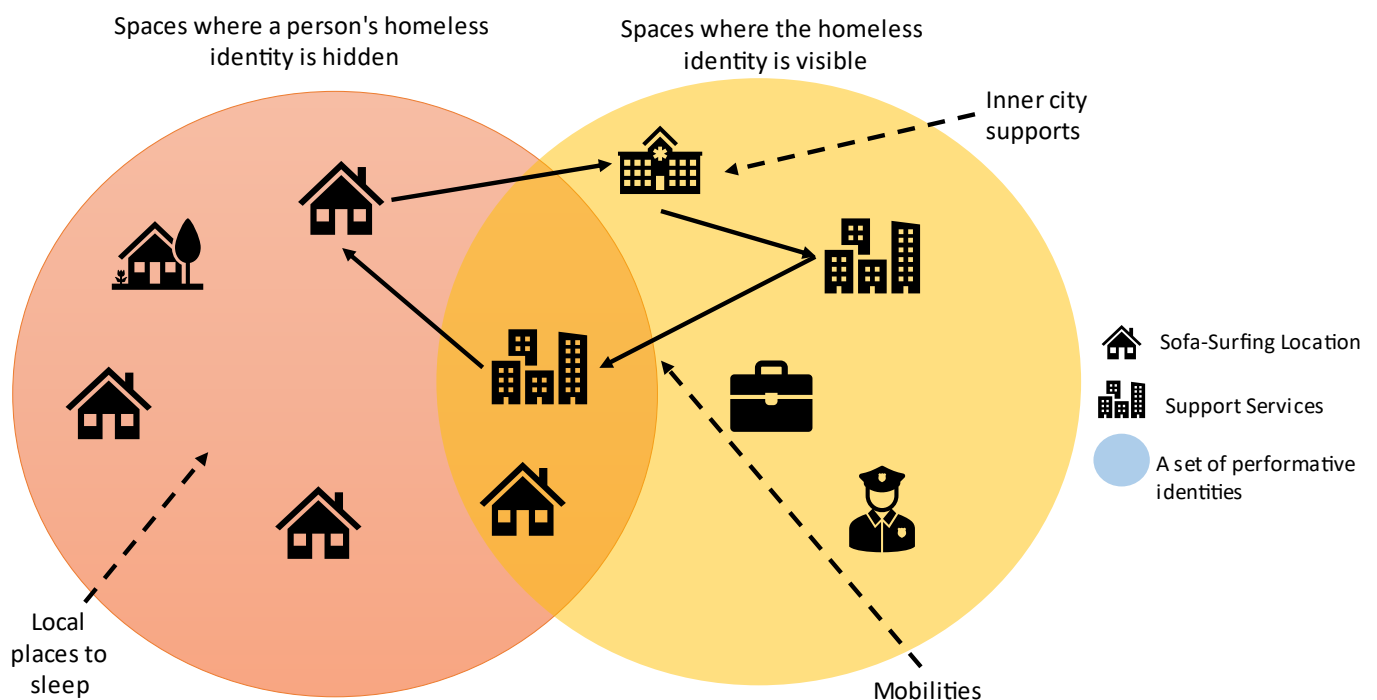 Spaces where a person's homeless
identity is hidden
Spaces where the homeless
identity is visible
Inner city
supports
Sofa-Surfing Location
Support Services
A set of performative
identities
Local
places to
sleep
Mobilities